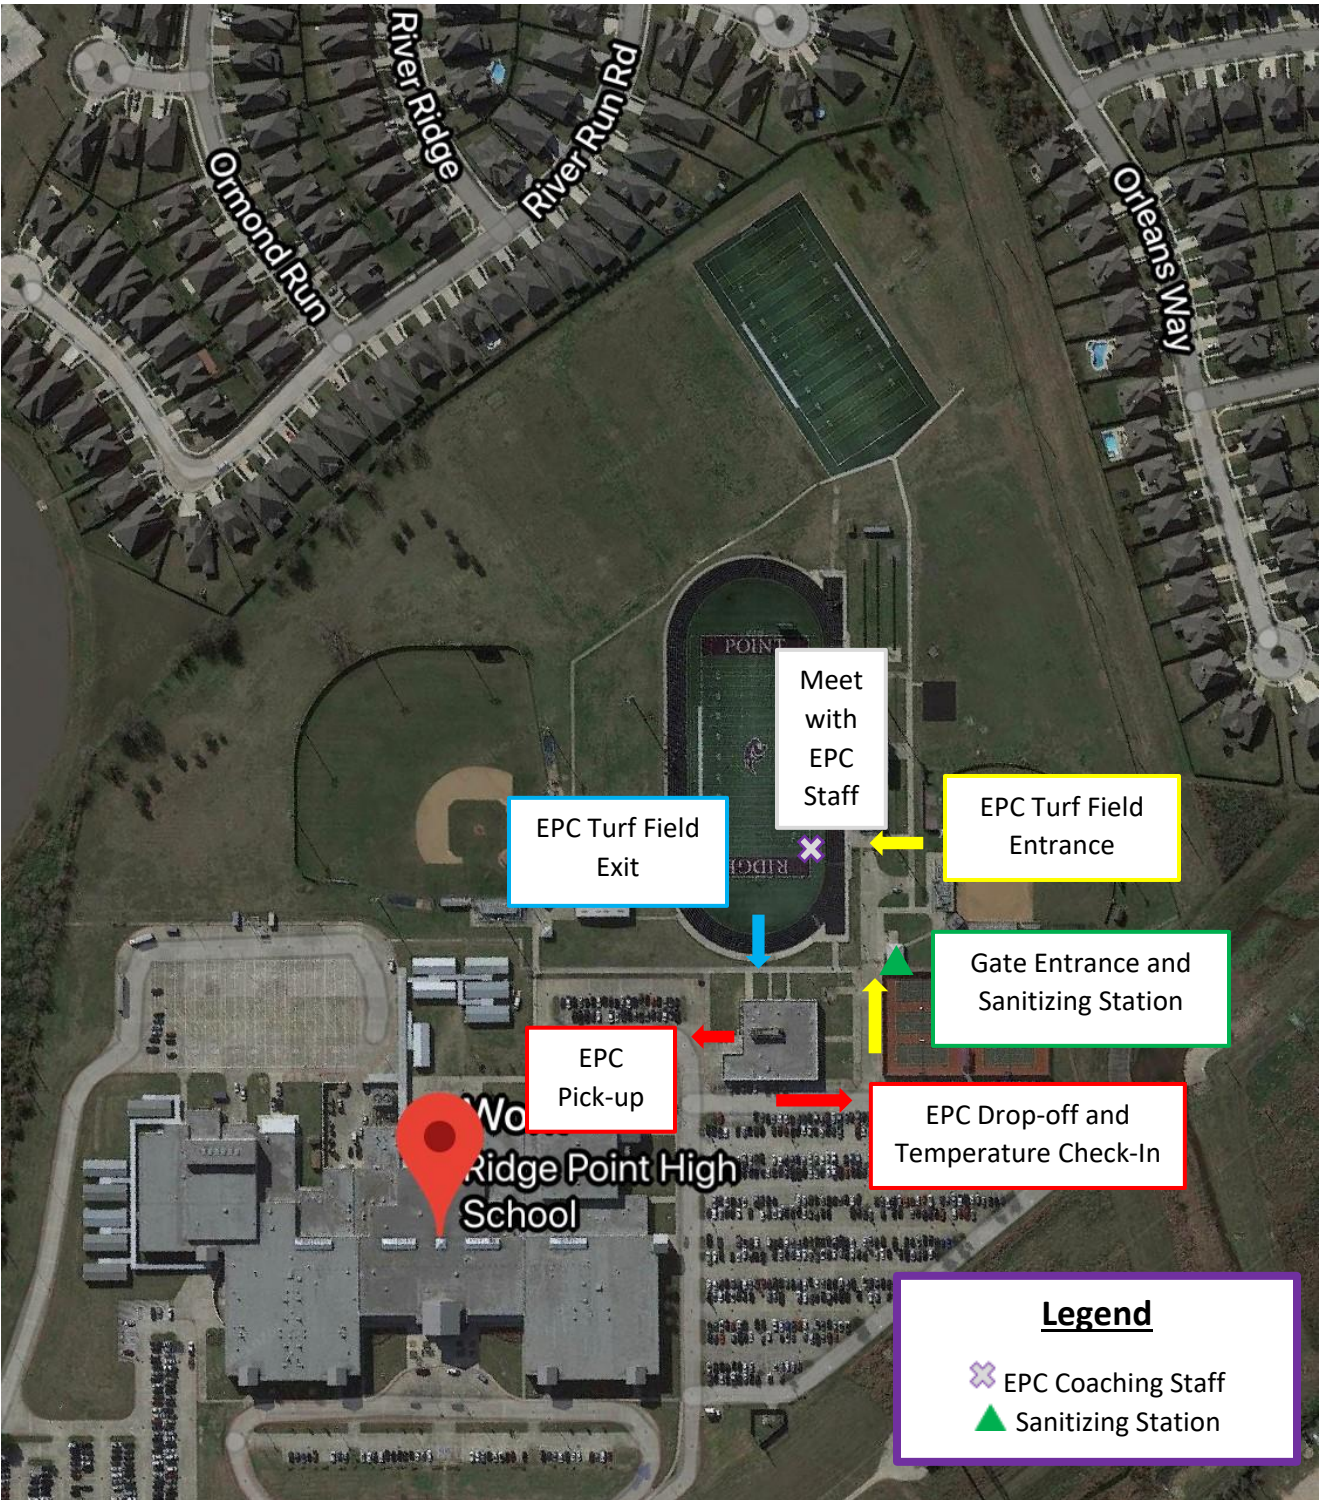 River Ridge
River Run Rd
Ormond Run
Orleans Way
POINT
Meet
with
EPC
Staff
EPC Turf Field
Exit
EPC Turf Field
Entrance
RIDGE
Gate Entrance and
Sanitizing Station
EPC
Pick-up
EPC Drop-off and
Temperature Check-In
Ridge Point High
School
Legend
EPC Coaching Staff
Sanitizing Station